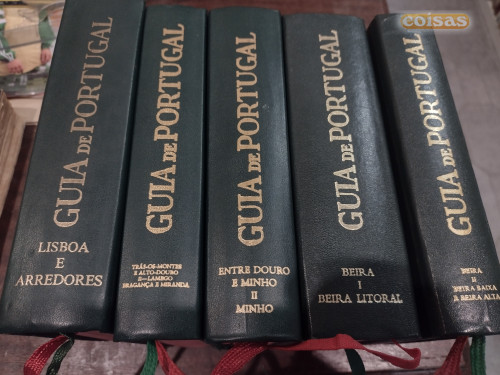 coisas
GUIA DE PORTUGAL
LISBOA
E
ARREDORES
GUIA DE PORTUGAL
TRÁS-OS-MONTES
E ALTO-DOURO
II—LAMEGO
BRAGANÇA E MIRANDA
GUIA DE PORTUGAL
ENTRE DOURO
E MINHO
II
MINHO
GUIA DE PORTUGAL
BEIRA
I
BEIRA LITORAL
GUIA DE PORTUGAL
BEIRA
II
BEIRA BAIXA
E BEIRA ALTA